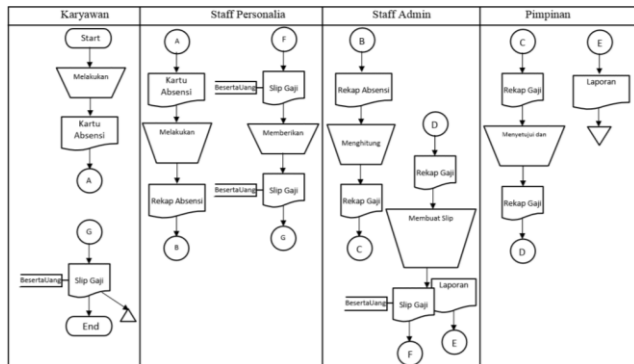 Karyawan
Start
Melakukan
Kartu
Absensi
A
G
BesertaUang
Slip Gaji
End
Staff Personalia
A
Kartu
Absensi
Melakukan
Rekap Absensi
B
F
BesertaUang
Slip Gaji
Memberikan
BesertaUang
Slip Gaji
G
Staff Admin
B
Rekap Absensi
Menghitung
Rekap Gaji
C
D
Rekap Gaji
Membuat Slip
BesertaUang
Slip Gaji
Laporan
F
E
Pimpinan
C
Rekap Gaji
Menyetujui dan
Rekap Gaji
D
E
Laporan